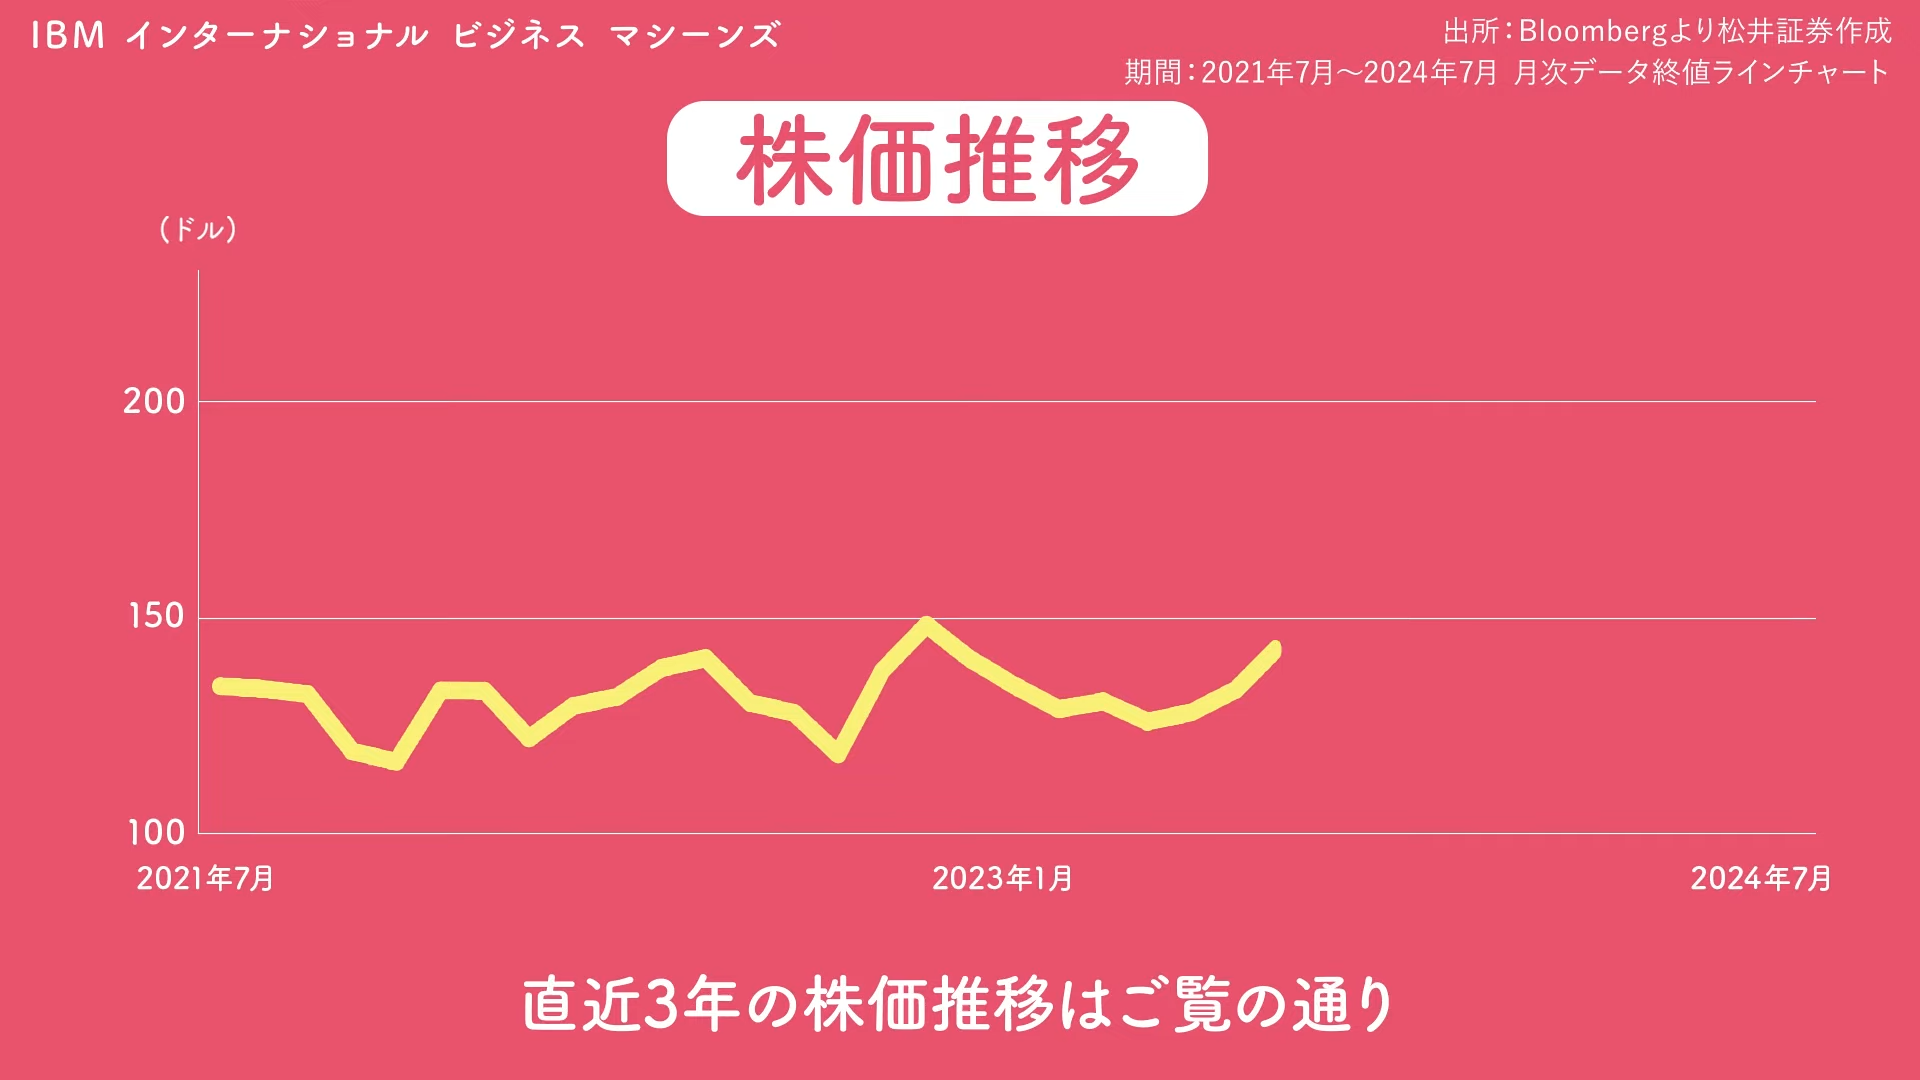 IBM インターナショナル ビジネス マシーンズ
出所：Bloombergより松井証券作成
期間：2021年7月～2024年7月 月次データ終値ラインチャート
株価推移
（ドル）
200
150
100
2021年7月 2023年1月 2024年7月
直近3年の株価推移はご覧の通り